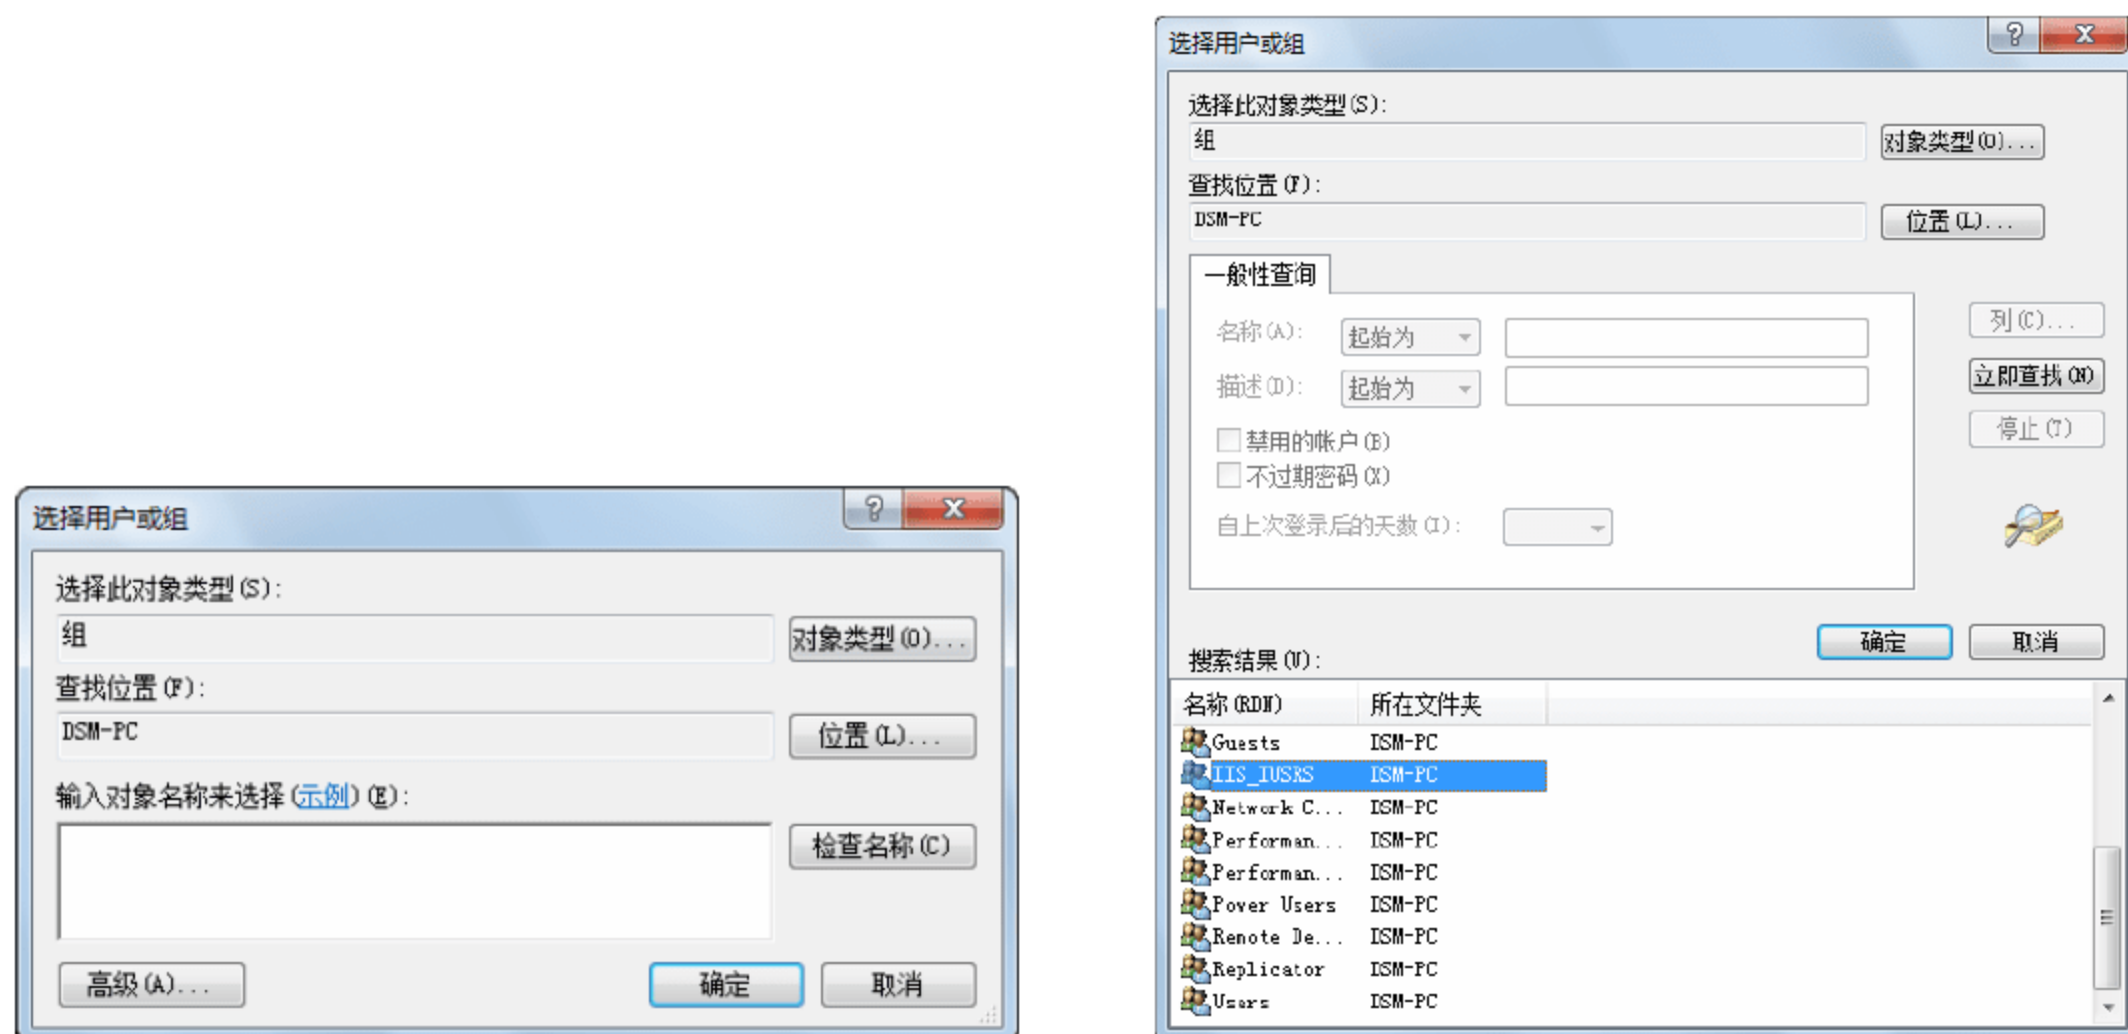 选择用户或组
选择此对象类型(S):
组
对象类型(O)...
查找位置(F):
DSM-PC
位置(L)...
输入对象名称来选择(示例)(E):
检查名称(C)
高级(A)...
确定
取消
选择用户或组
选择此对象类型(S):
组
对象类型(O)...
查找位置(F):
DSM-PC
位置(L)...
一般性查询
名称(A):
起始为
列(C)...
描述(D):
起始为
立即查找(N)
停止(T)
禁用的帐户(B)
不过期密码(X)
自上次登录后的天数(I):
确定
取消
搜索结果(U):
名称(RDN) 所在文件夹
Guests DSM-PC
IIS_IUSRS DSM-PC
Network C... DSM-PC
Performan... DSM-PC
Performan... DSM-PC
Power Users DSM-PC
Remote De... DSM-PC
Replicator DSM-PC
Users DSM-PC